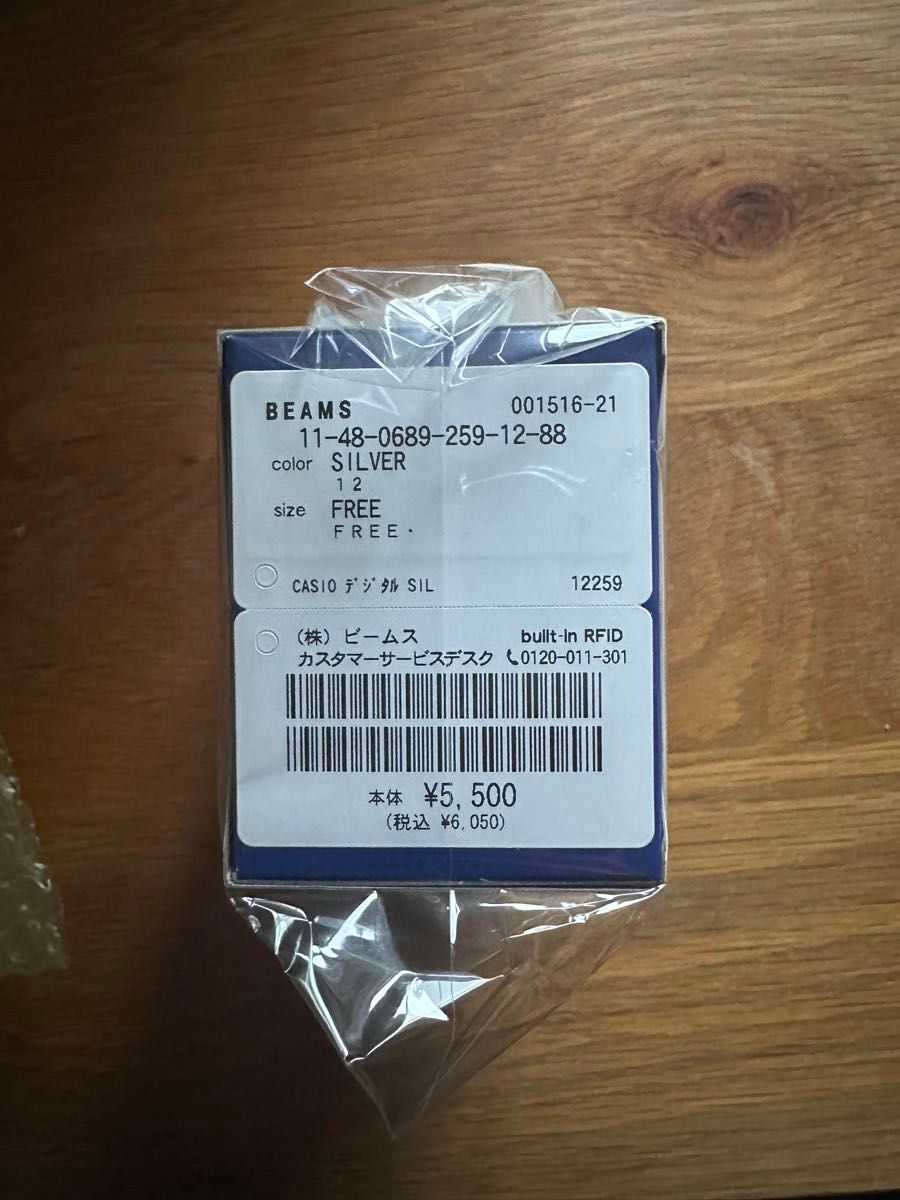 BEAMS 001516-21
11-48-0689-259-12-88
color SILVER
12
size FREE
FREE・
CASIO ﾃﾞｼﾞﾀﾙ SIL 12259
(株) ビームス built-in RFID
カスタマーサービスデスク 0120-011-301
本体 ¥5,500
(税込 ¥6,050)